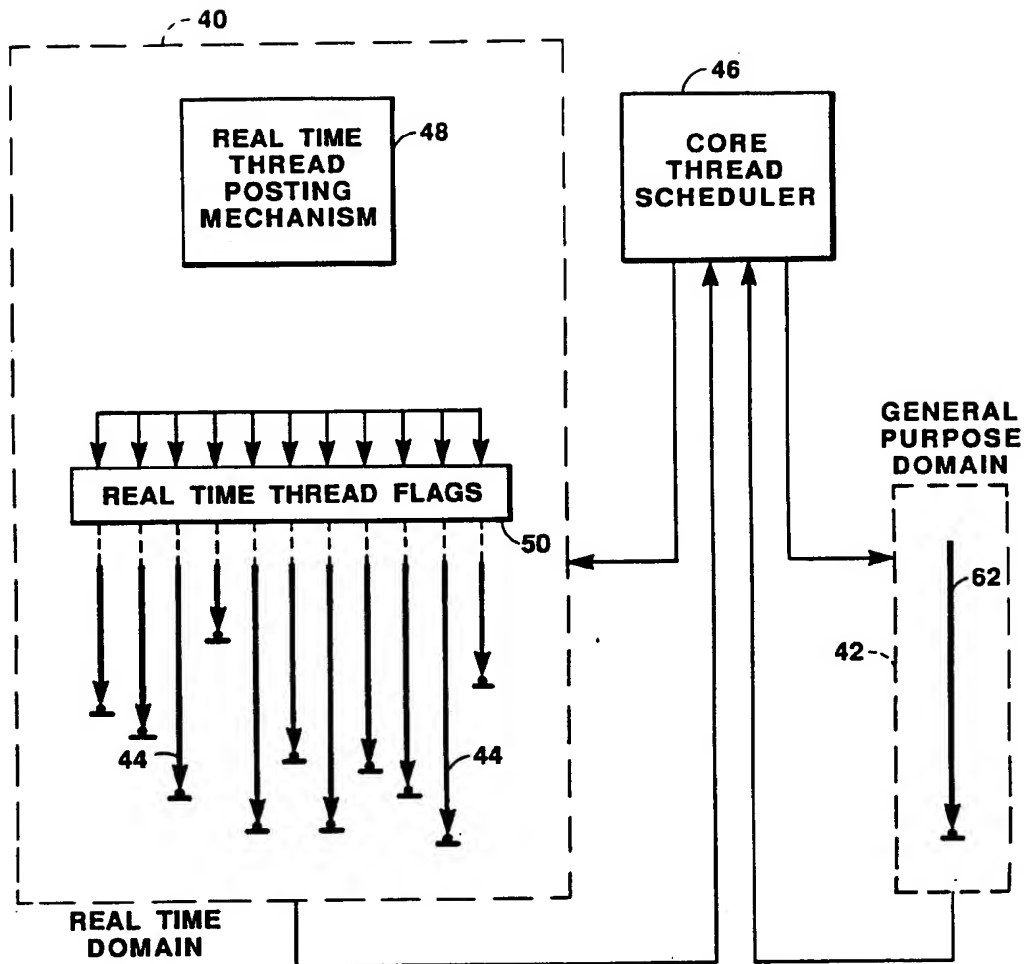 40
46
REAL TIME
THREAD
POSTING
MECHANISM
48
CORE
THREAD
SCHEDULER
GENERAL
PURPOSE
DOMAIN
REAL TIME THREAD FLAGS
50
62
42
44
44
REAL TIME
DOMAIN